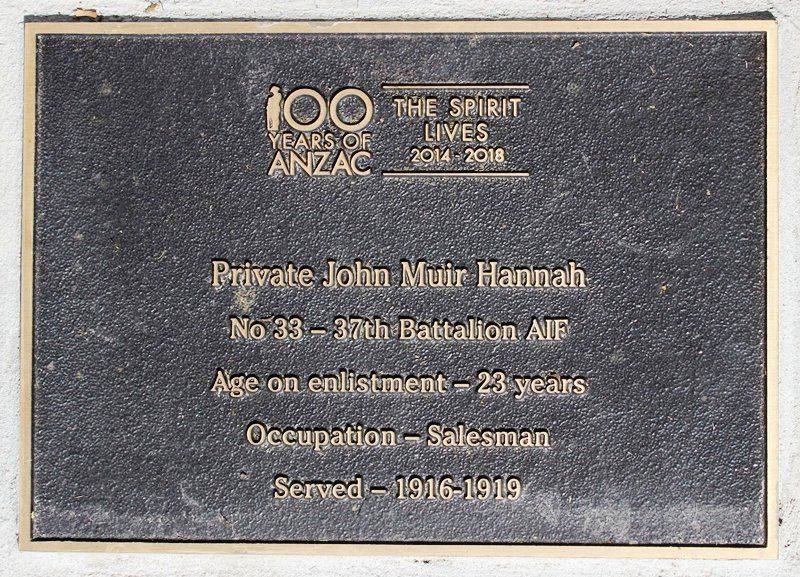 100
YEARS OF
ANZAC
THE SPIRIT
LIVES
2014 - 2018
Private John Muir Hannah
No 33 – 37th Battalion AIF
Age on enlistment – 23 years
Occupation – Salesman
Served – 1916-1919